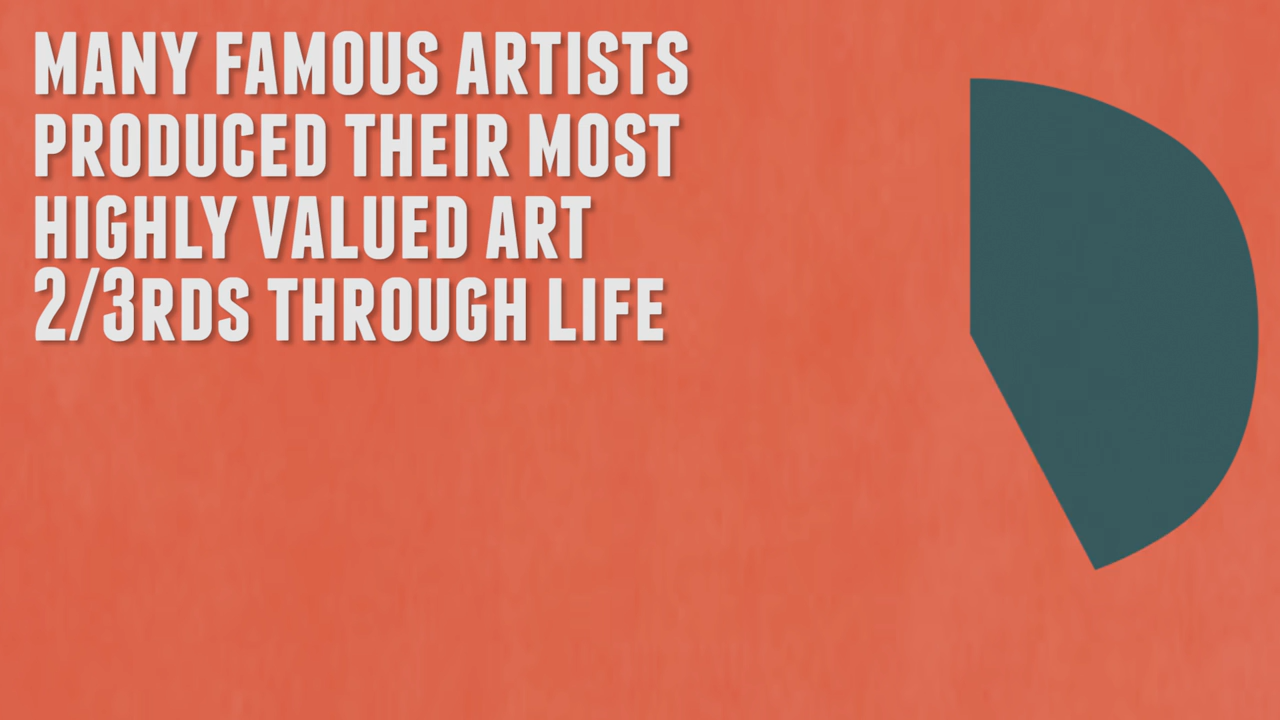 MANY FAMOUS ARTISTS
PRODUCED THEIR MOST
HIGHLY VALUED ART
2/3RDS THROUGH LIFE